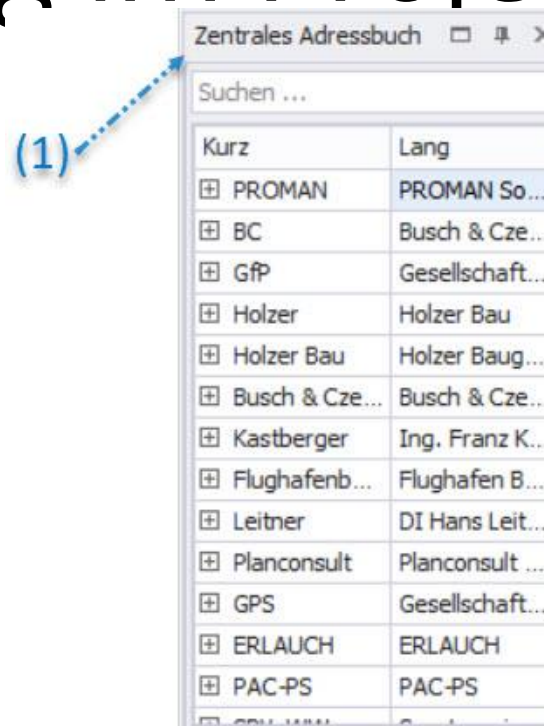 Zentrales Adressbuch
(1)
Suchen ...
Kurz Lang
PROMAN PROMAN So...
BC Busch & Cze...
GfP Gesellschaft...
Holzer Holzer Bau
Holzer Bau Holzer Baug...
Busch & Cze... Busch & Cze...
Kastberger Ing. Franz K...
Flughafenb... Flughafen B...
Leitner DI Hans Leit...
Planconsult Planconsult ...
GPS Gesellschaft...
ERLAUCH ERLAUCH
PAC-PS PAC-PS